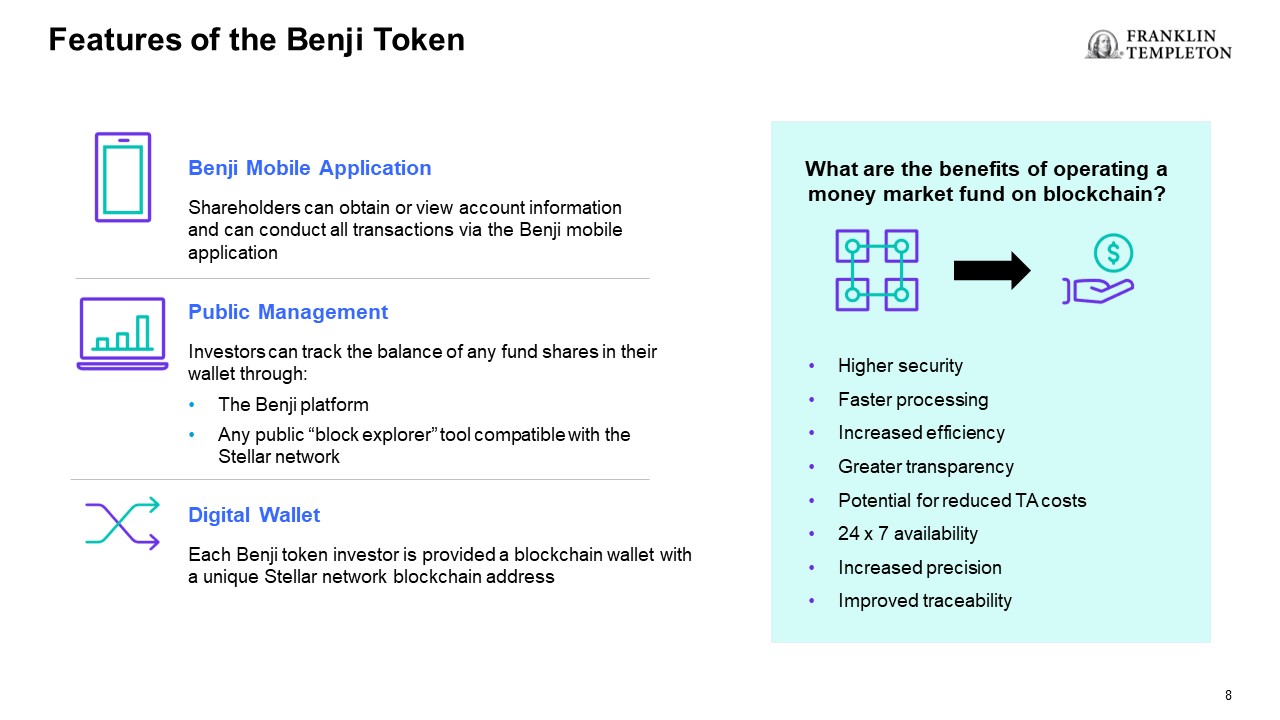 Features of the Benji Token
FRANKLIN
TEMPLETON
Benji Mobile Application
Shareholders can obtain or view account information
and can conduct all transactions via the Benji mobile
application
Public Management
Investors can track the balance of any fund shares in their
wallet through:
• The Benji platform
• Any public “block explorer” tool compatible with the
Stellar network
Digital Wallet
Each Benji token investor is provided a blockchain wallet with
a unique Stellar network blockchain address
What are the benefits of operating a
money market fund on blockchain?
$
• Higher security
• Faster processing
• Increased efficiency
• Greater transparency
• Potential for reduced TA costs
• 24 x 7 availability
• Increased precision
• Improved traceability
8